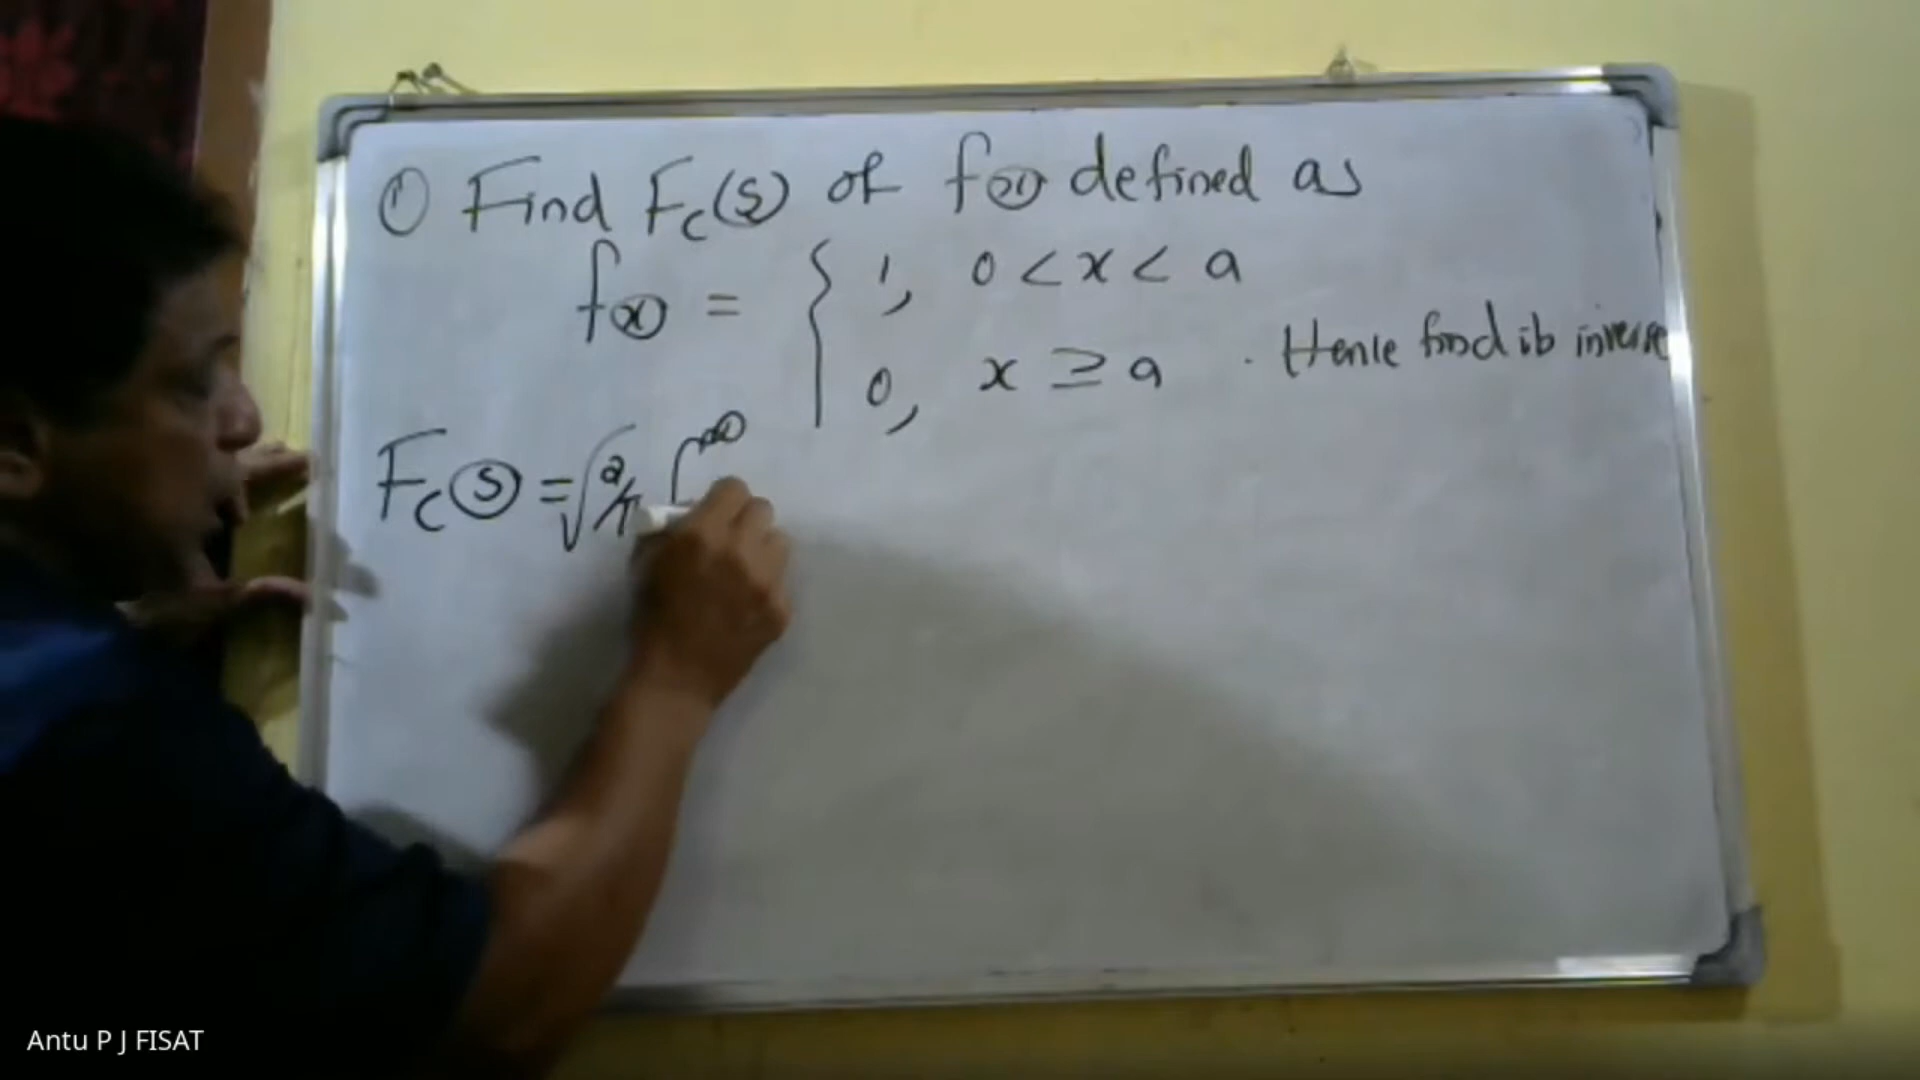 ① Find Fc(s) of f(x) defined as
f(x) = { 1, 0 < x < a
0, x ≥ a . Hence find its inverse
Fc(s) = √2/π ∫^∞
Antu P J FISAT